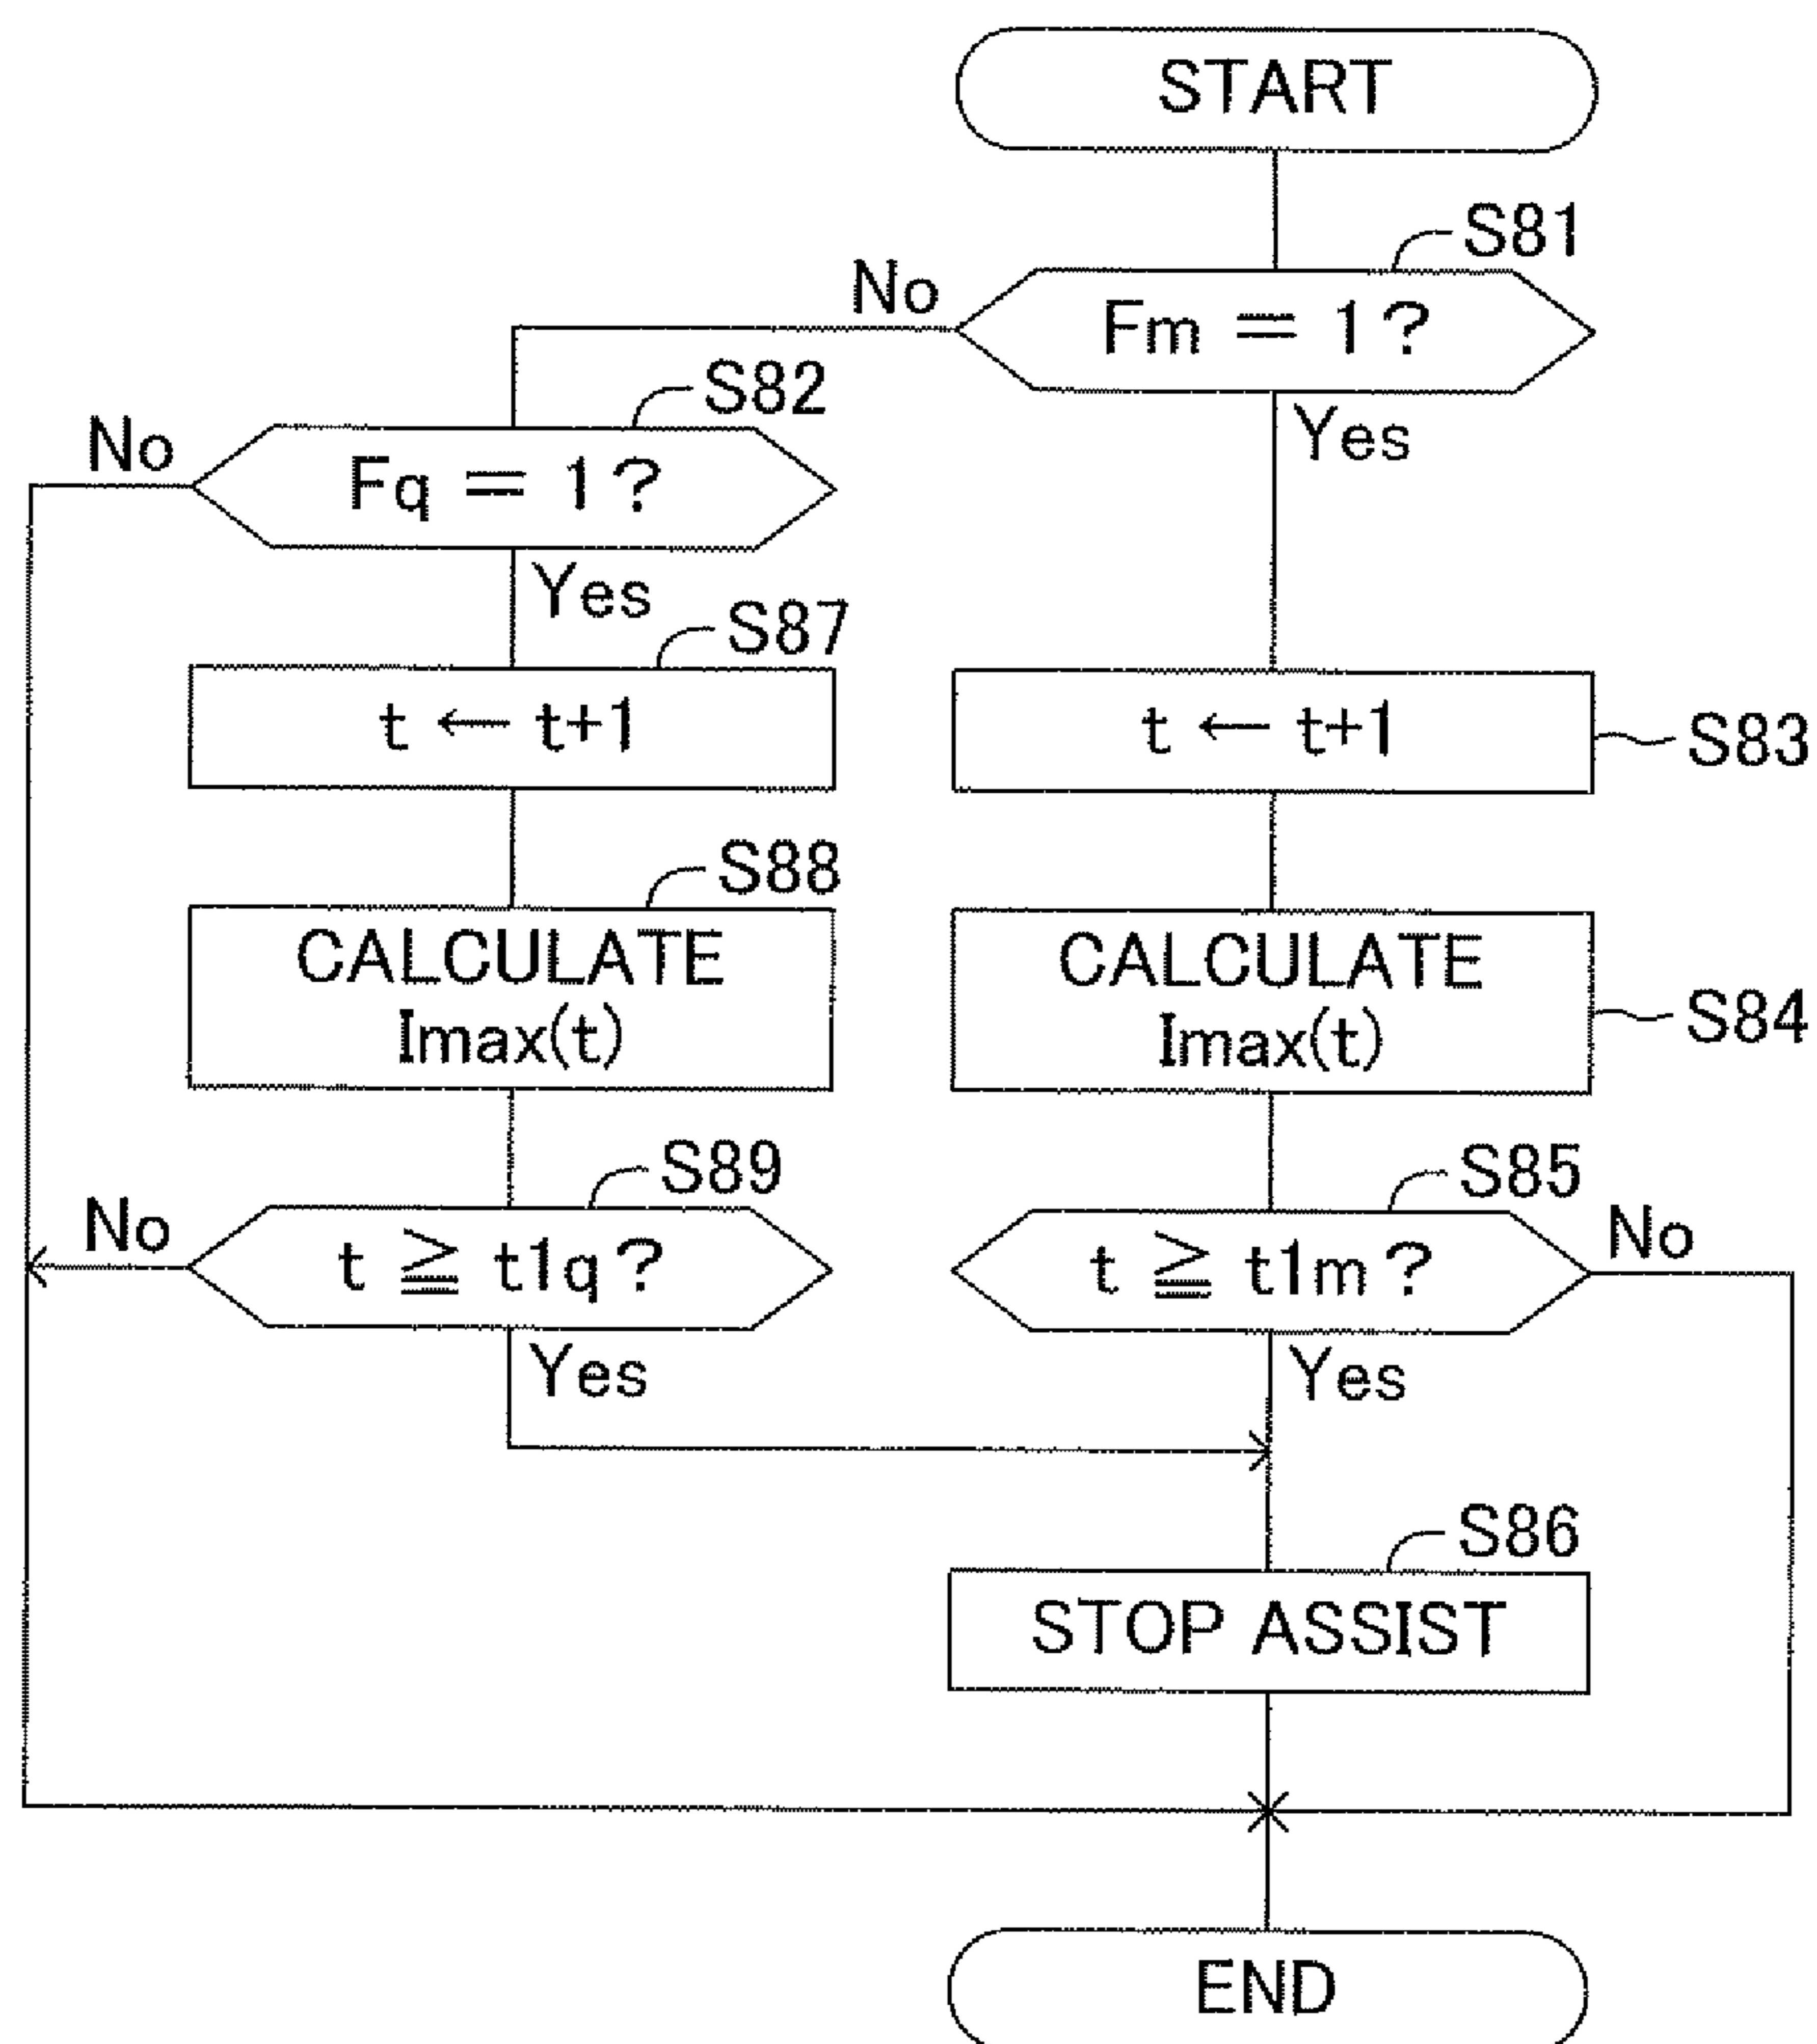 START
S81
No
Fm = 1?
S82
Yes
No
Fq = 1?
Yes
S87
t ← t+1
t ← t+1
S83
S88
CALCULATE
Imax(t)
CALCULATE
Imax(t)
S84
S89
S85
No
t ≧ t1q?
t ≧ t1m?
No
Yes
Yes
S86
STOP ASSIST
END